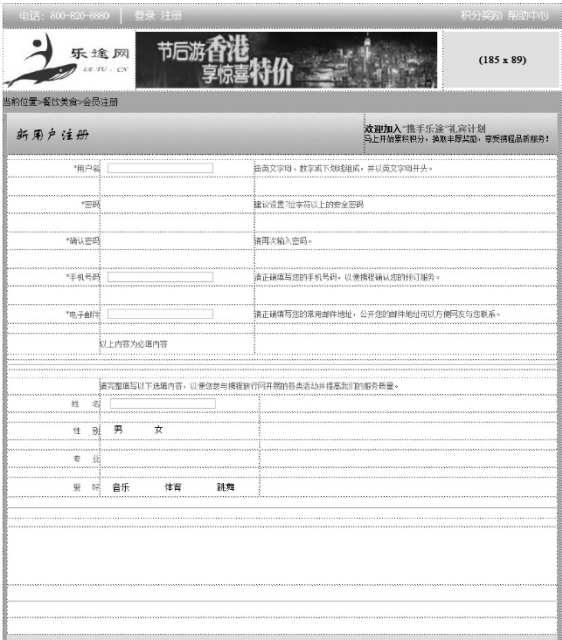 电话：800-820-8880 登录 注册 积分奖励 帮助中心
乐途网
LE TU . CN
节后游香港
享惊喜特价
(185 x 89)
当前位置>餐饮美食>会员注册
新用户注册
欢迎加入“携手乐途”礼宾计划
马上开始累积积分，换取丰厚奖励，享受携程品质服务！
*用户名 由英文字母、数字或下划线组成，并以英文字母开头。
*密码 建议设置7位字符以上的安全密码
*确认密码 请再次输入密码。
*手机号码 请正确填写您的手机号码，以便携程确认您的预订服务。
*电子邮件 请正确填写您的常用邮件地址，公开您的邮件地址可以方便网友与您联系。
以上内容为必填内容
请完整填写以下选填内容，以便您参与携程旅行网开展的各类活动并提高我们的服务质量。
姓 名
性 别 男 女
专 业
爱 好 音乐 体育 跳舞